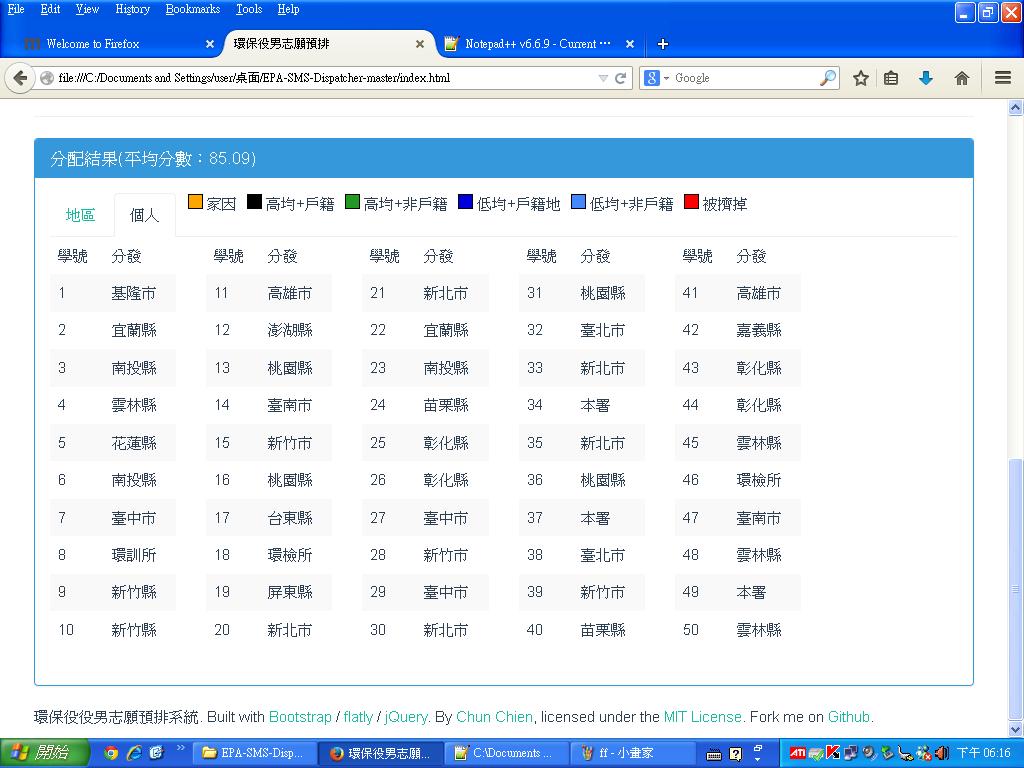 File Edit View History Bookmarks Tools Help
Welcome to Firefox × 環保役男志願預排 × Notepad++ v6.6.9 - Current ··· × +
file:///C:/Documents and Settings/user/桌面/EPA-SMS-Dispatcher-master/index.html Google
分配結果(平均分數：85.09)
地區 個人 家因 高均+戶籍 高均+非戶籍 低均+戶籍地 低均+非戶籍 被擠掉
學號 分發 學號 分發 學號 分發 學號 分發 學號 分發
1 基隆市 11 高雄市 21 新北市 31 桃園縣 41 高雄市
2 宜蘭縣 12 澎湖縣 22 宜蘭縣 32 臺北市 42 嘉義縣
3 南投縣 13 桃園縣 23 南投縣 33 新北市 43 彰化縣
4 雲林縣 14 臺南市 24 苗栗縣 34 本署 44 彰化縣
5 花蓮縣 15 新竹市 25 彰化縣 35 新北市 45 雲林縣
6 南投縣 16 桃園縣 26 彰化縣 36 桃園縣 46 環檢所
7 臺中市 17 台東縣 27 臺中市 37 本署 47 臺南市
8 環訓所 18 環檢所 28 新竹市 38 臺北市 48 雲林縣
9 新竹縣 19 屏東縣 29 臺中市 39 新竹市 49 本署
10 新竹縣 20 新北市 30 新北市 40 苗栗縣 50 雲林縣
環保役役男志願預排系統. Built with Bootstrap / flatly / jQuery. By Chun Chien, licensed under the MIT License. Fork me on Github.
開始 EPA-SMS-Disp... 環保役男志願... C:\Documents ... ff - 小畫家 ATI 下午 06:16